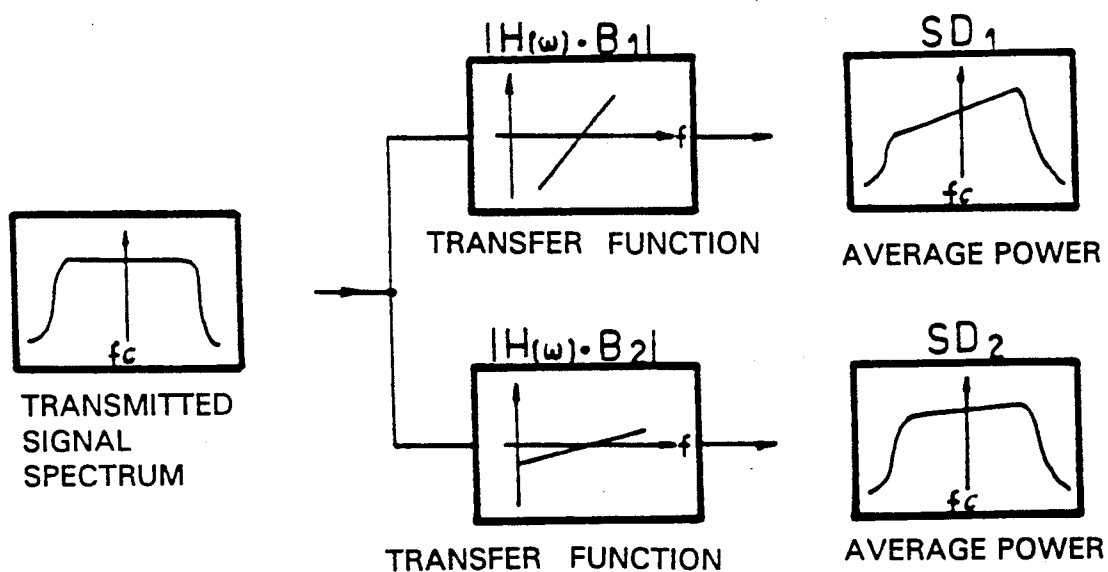 |H(ω)·B1|
f
TRANSFER FUNCTION
SD1
fc
AVERAGE POWER
fc
TRANSMITTED
SIGNAL
SPECTRUM
|H(ω)·B2|
f
TRANSFER FUNCTION
SD2
fc
AVERAGE POWER